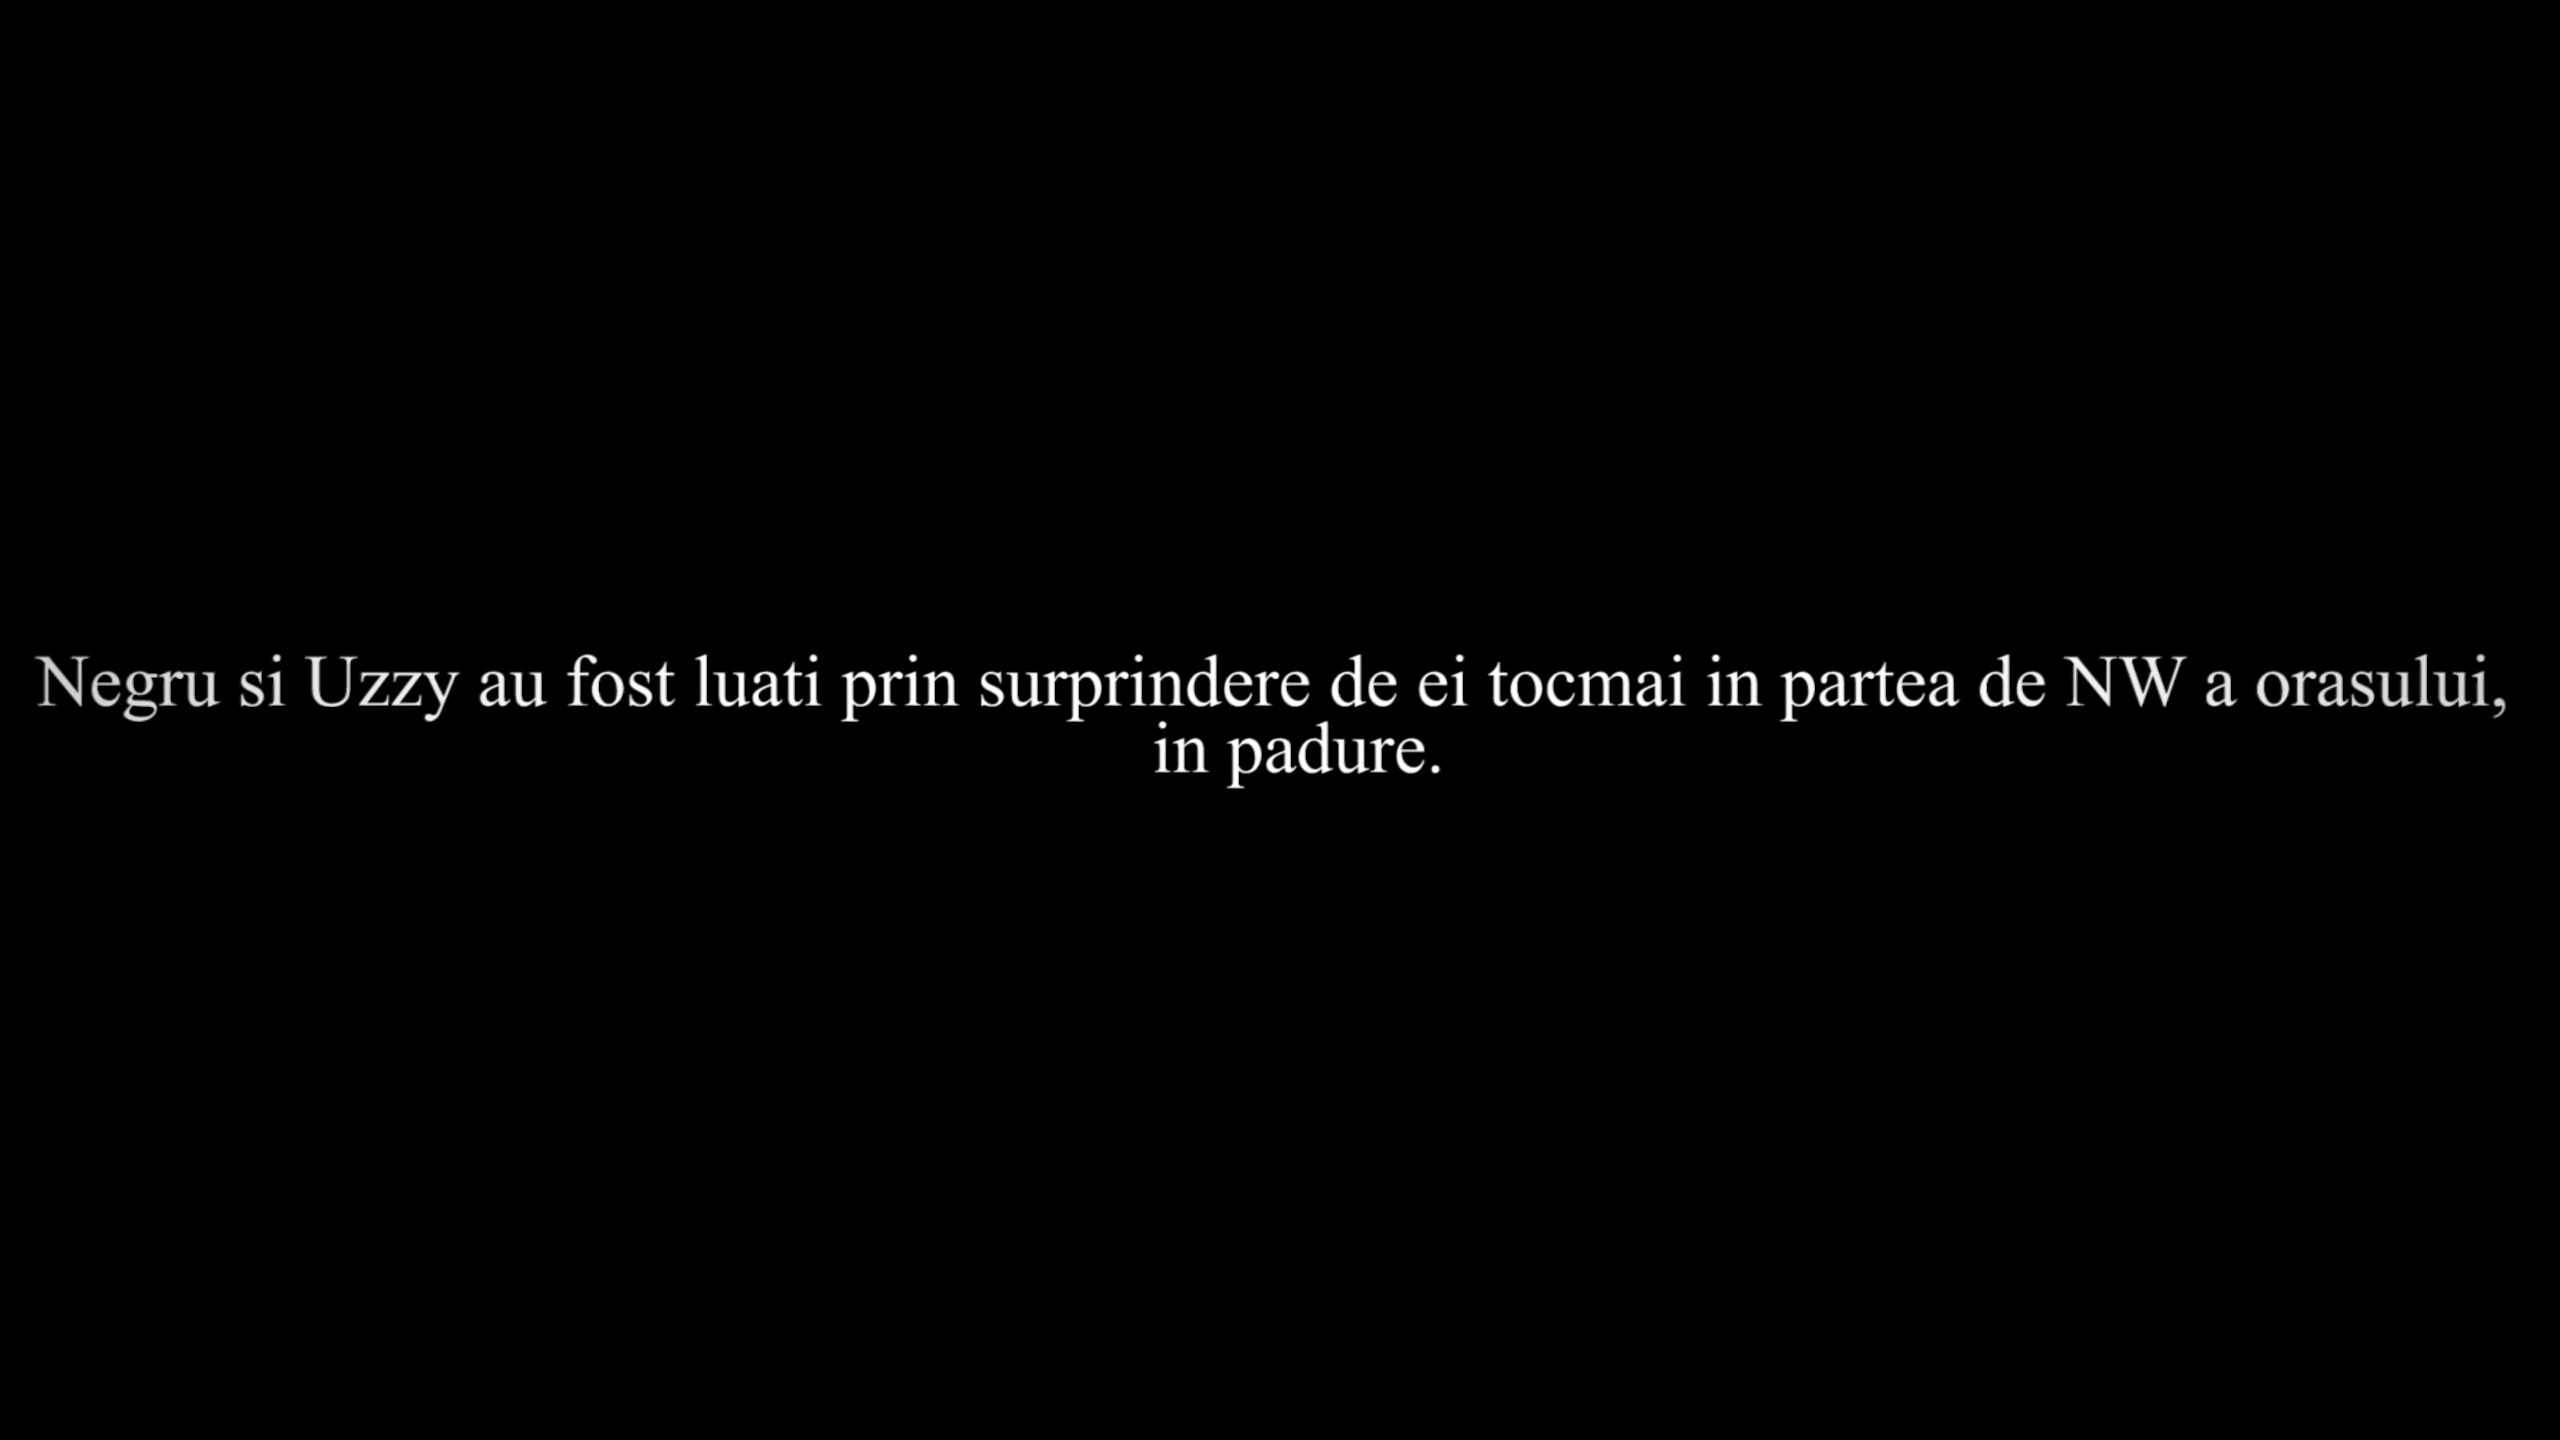 Negru si Uzzy au fost luati prin surprindere de ei tocmai in partea de NW a orasului,
in padure.